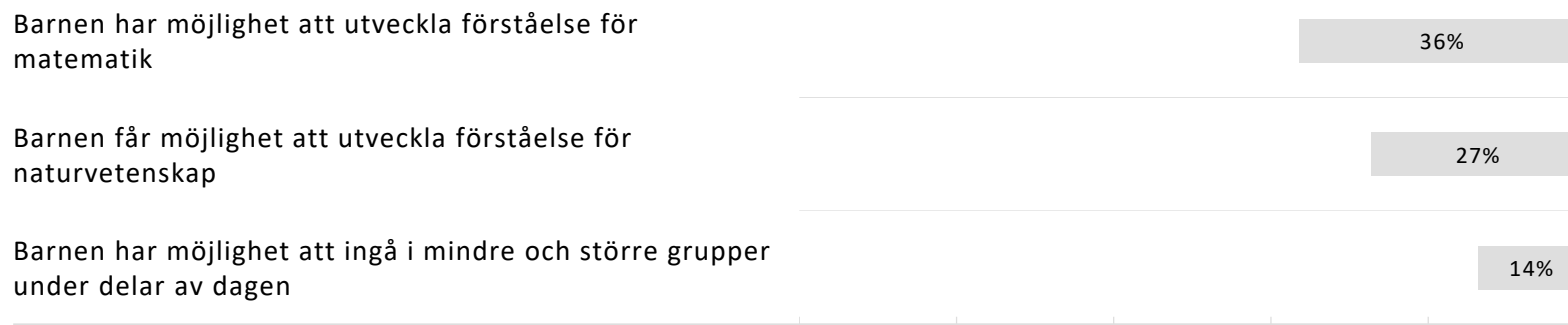 Barnen har möjlighet att utveckla förståelse för
matematik
36%
Barnen får möjlighet att utveckla förståelse för
naturvetenskap
27%
Barnen har möjlighet att ingå i mindre och större grupper
under delar av dagen
14%